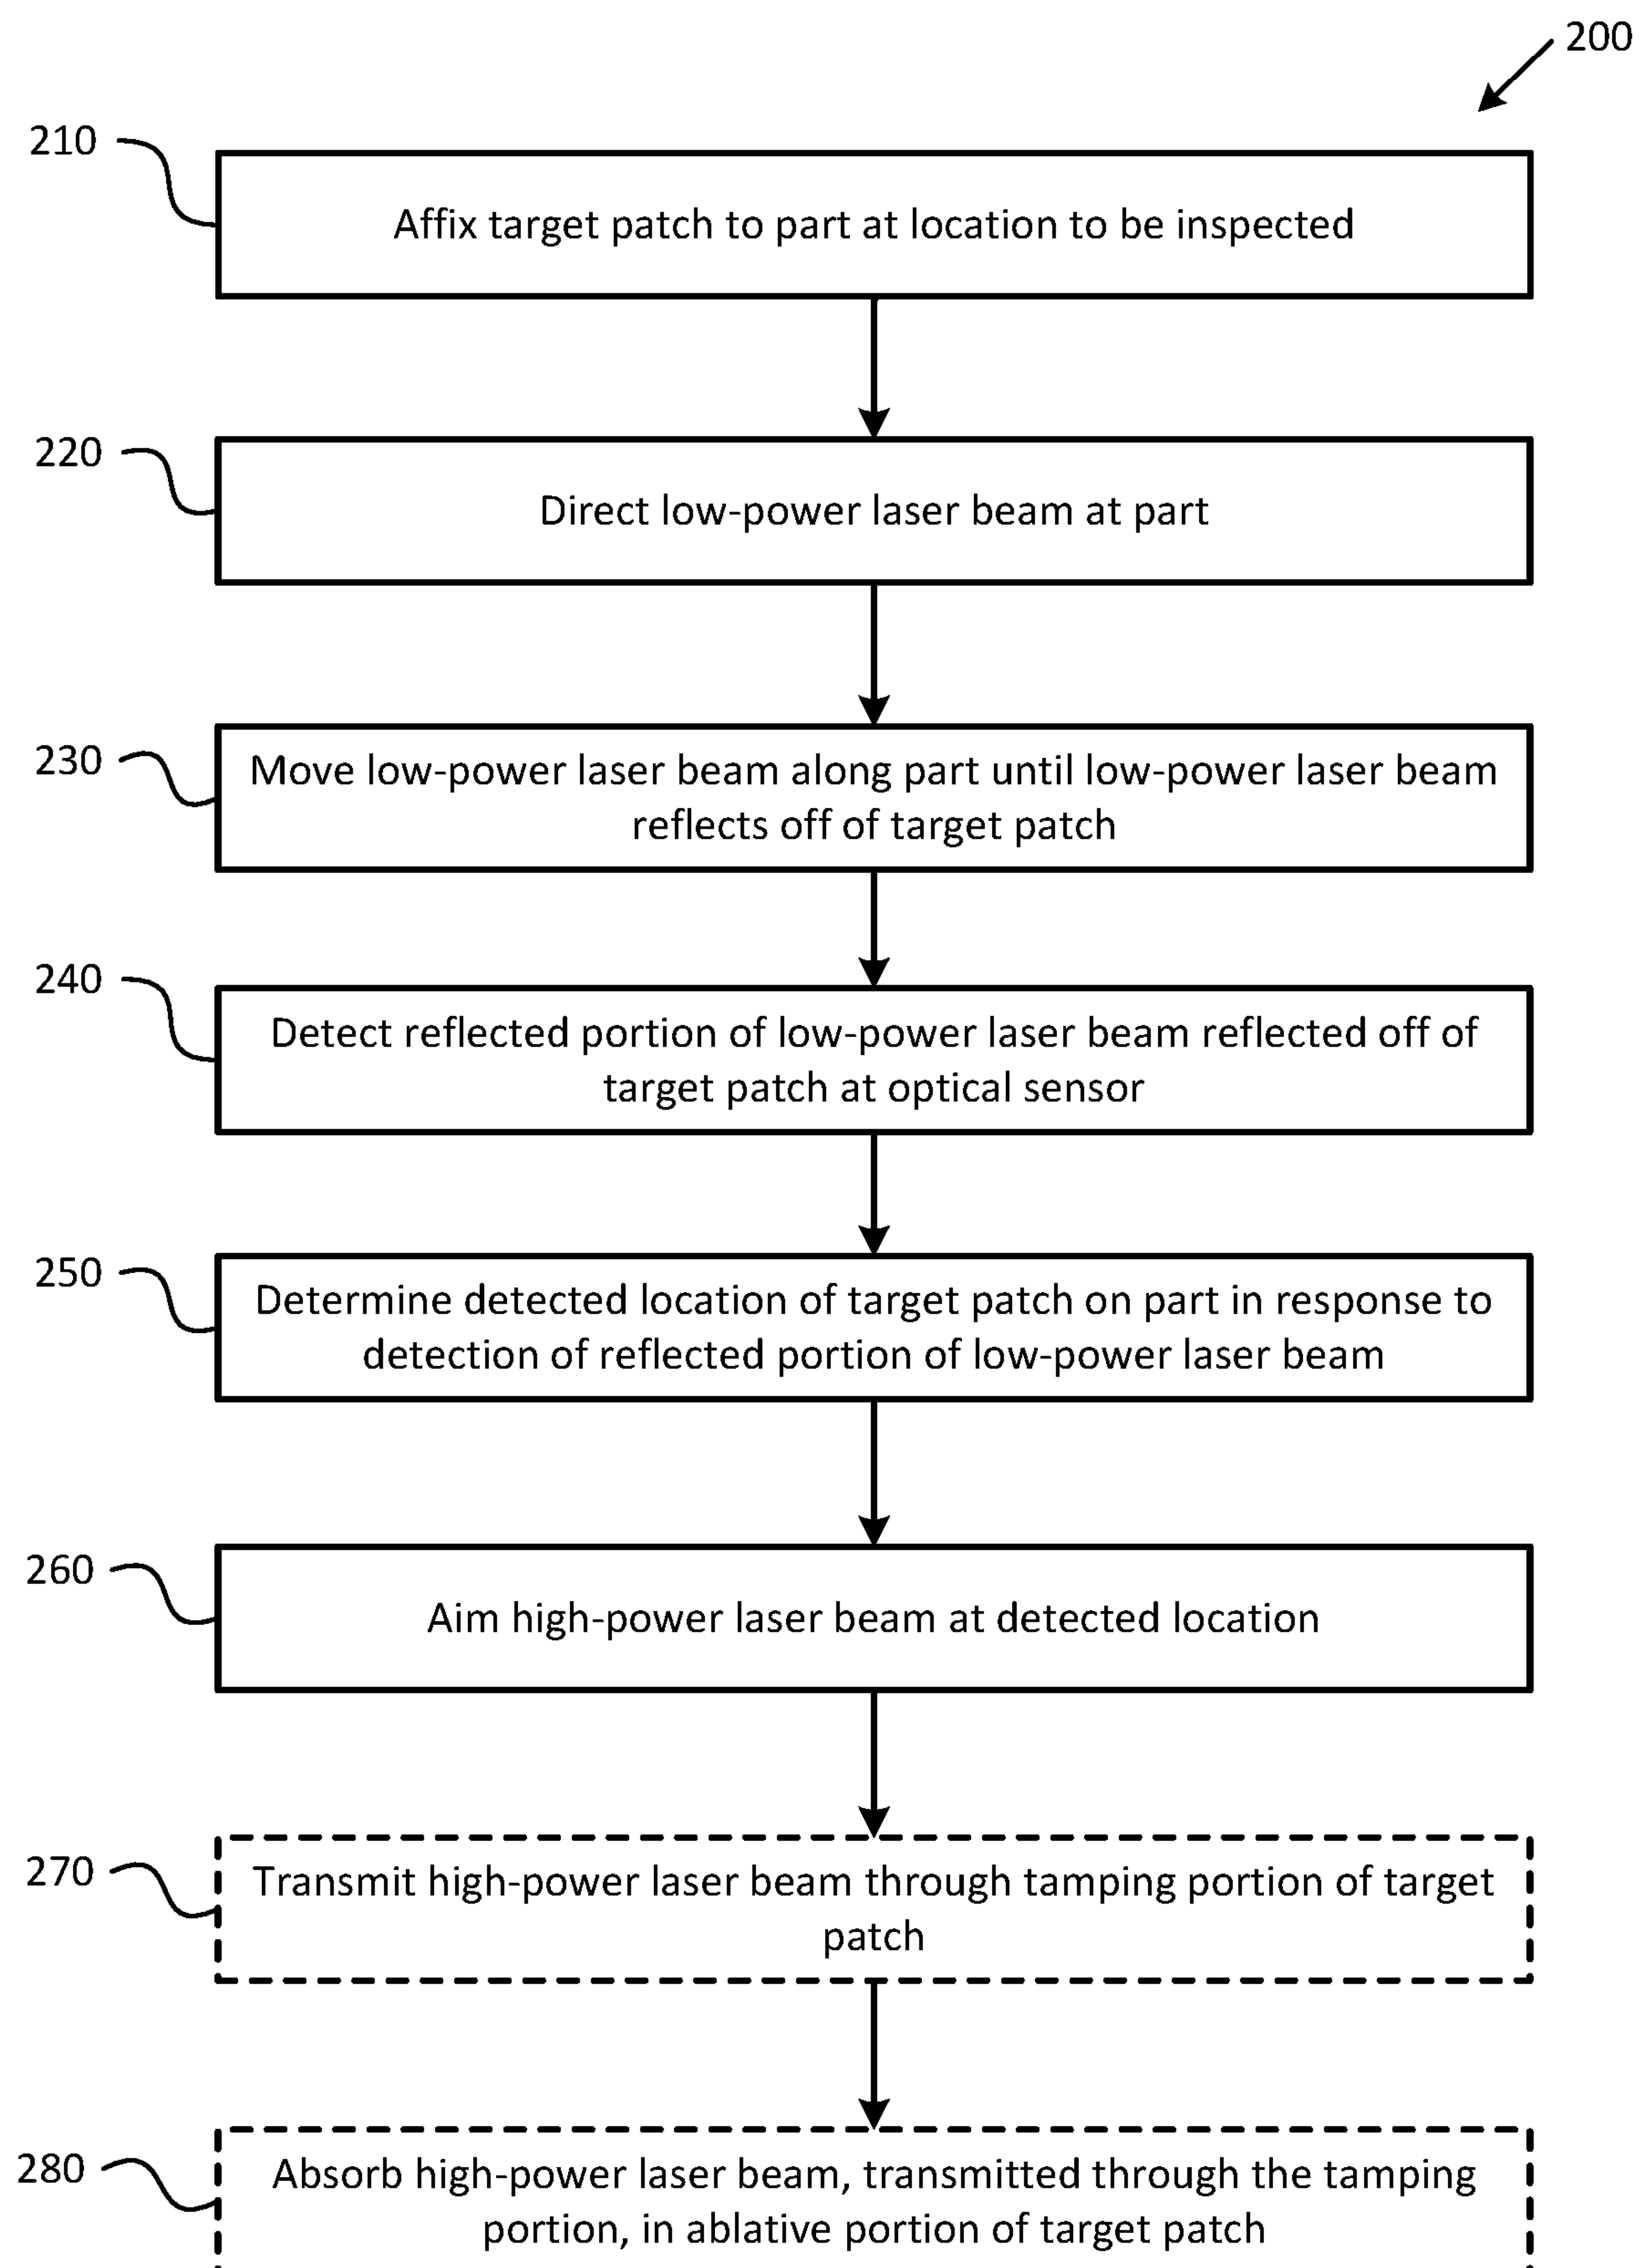 200
210
Affix target patch to part at location to be inspected
220
Direct low-power laser beam at part
230
Move low-power laser beam along part until low-power laser beam
reflects off of target patch
240
Detect reflected portion of low-power laser beam reflected off of
target patch at optical sensor
250
Determine detected location of target patch on part in response to
detection of reflected portion of low-power laser beam
260
Aim high-power laser beam at detected location
270
Transmit high-power laser beam through tamping portion of target
patch
280
Absorb high-power laser beam, transmitted through the tamping
portion, in ablative portion of target patch